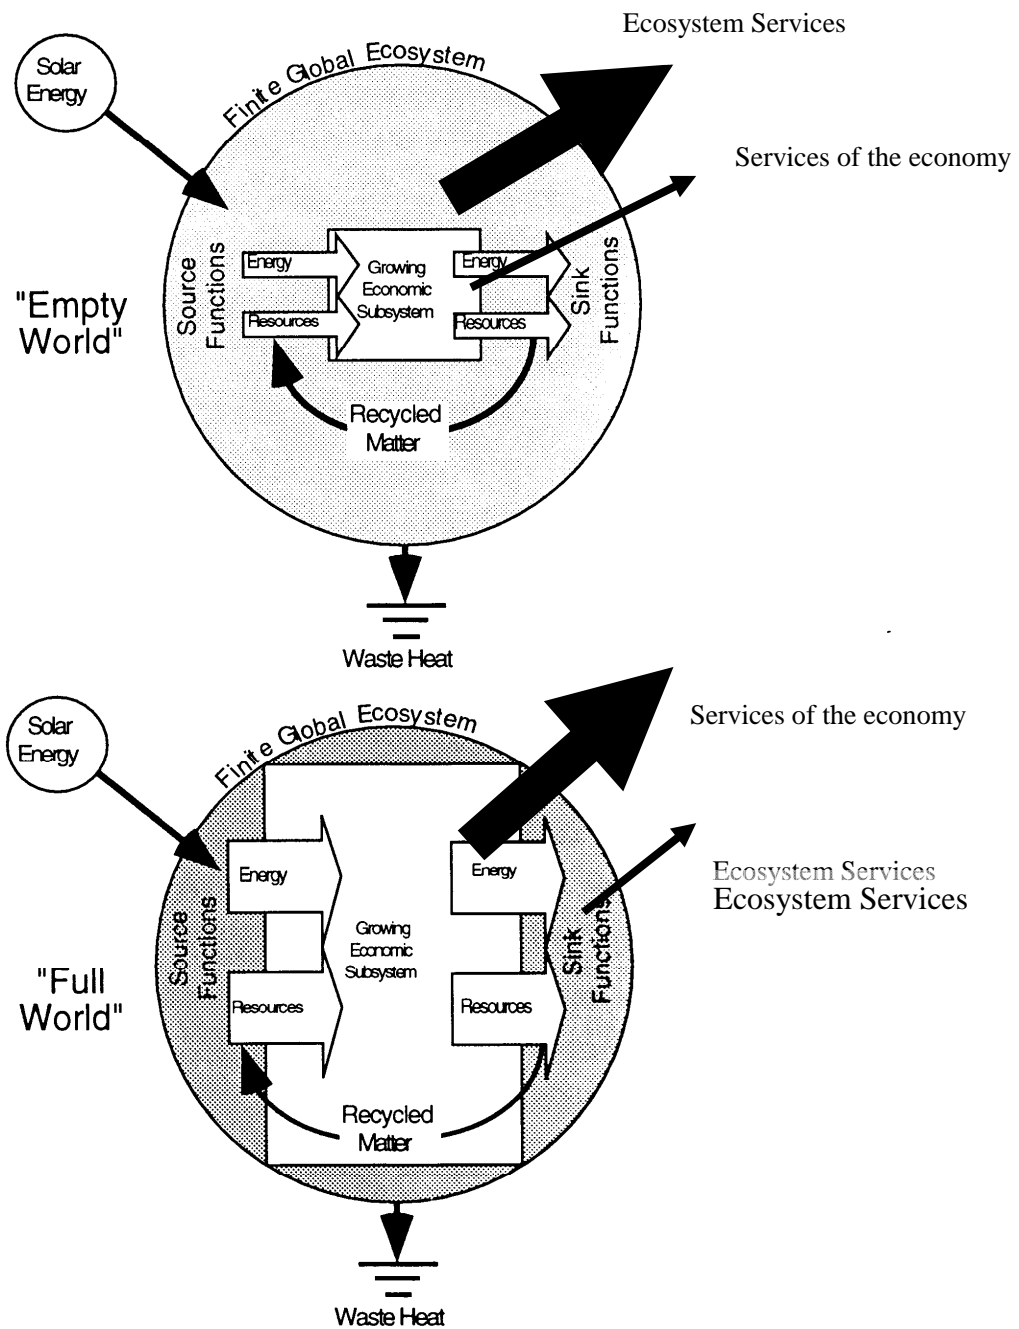 Ecosystem Services
Solar
Energy
Finite Global Ecosystem
Services of the economy
"Empty
World"
Source
Functions
Energy
Resources
Growing
Economic
Subsystem
Energy
Resources
Sink
Functions
Recycled
Matter
Waste Heat
Services of the economy
Solar
Energy
Finite Global Ecosystem
Ecosystem Services
Ecosystem Services
"Full
World"
Source
Functions
Energy
Resources
Growing
Economic
Subsystem
Energy
Resources
Sink
Functions
Recycled
Matter
Waste Heat